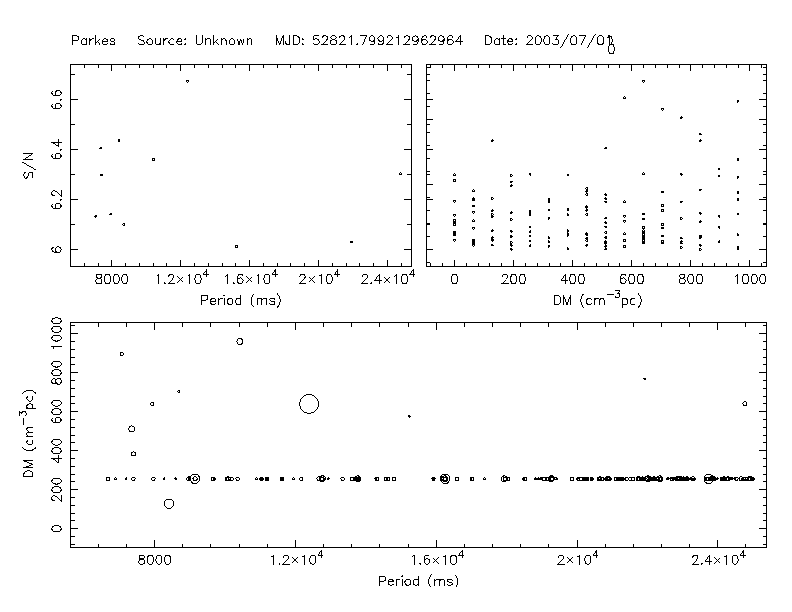 Parkes Source: Unknown MJD: 52821.799212962964 Date: 2003/07/01
S/N
6.6
6.4
6.2
6
8000 1.2×10⁴ 1.6×10⁴ 2×10⁴ 2.4×10⁴
Period (ms)
0 200 400 600 800 1000
DM (cm⁻³pc)
DM (cm⁻³pc)
1000
800
600
400
200
0
8000 1.2×10⁴ 1.6×10⁴ 2×10⁴ 2.4×10⁴
Period (ms)